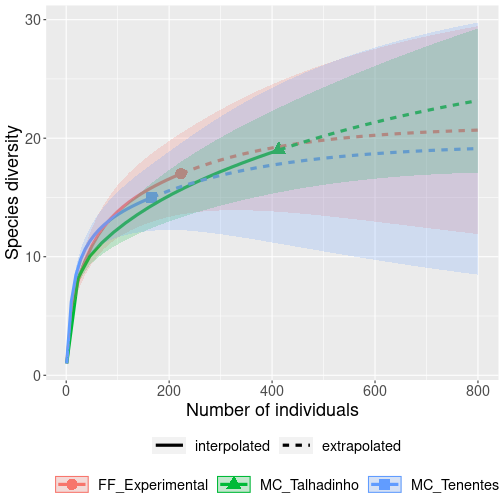 30
20
10
0
Species diversity
0 200 400 600 800
Number of individuals
interpolated extrapolated
FF_Experimental MC_Talhadinho MC_Tenentes